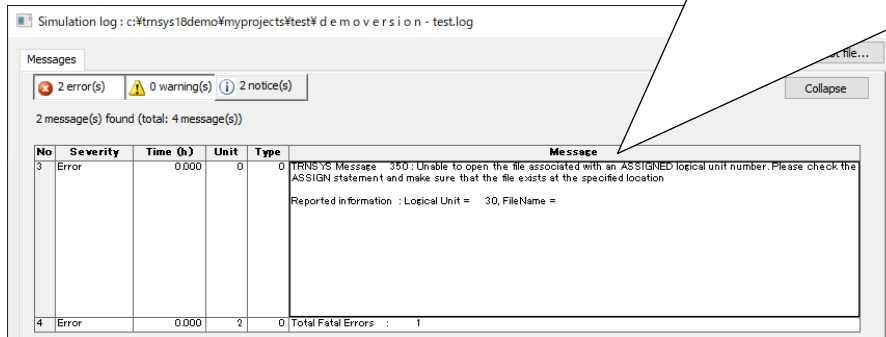 Simulation log : c:¥trnsys18demo¥myprojects¥test¥ d e m o v e r s i o n - test.log
file...
Messages
2 error(s) 0 warning(s) 2 notice(s)
Collapse
2 message(s) found (total: 4 message(s))
No Severity Time (h) Unit Type Message
3 Error 0.000 0 0 TRNSYS Message 350 : Unable to open the file associated with an ASSIGNED logical unit number. Please check the
ASSIGN statement and make sure that the file exists at the specified location
Reported information : Logical Unit = 30, FileName =
4 Error 0.000 2 0 Total Fatal Errors : 1